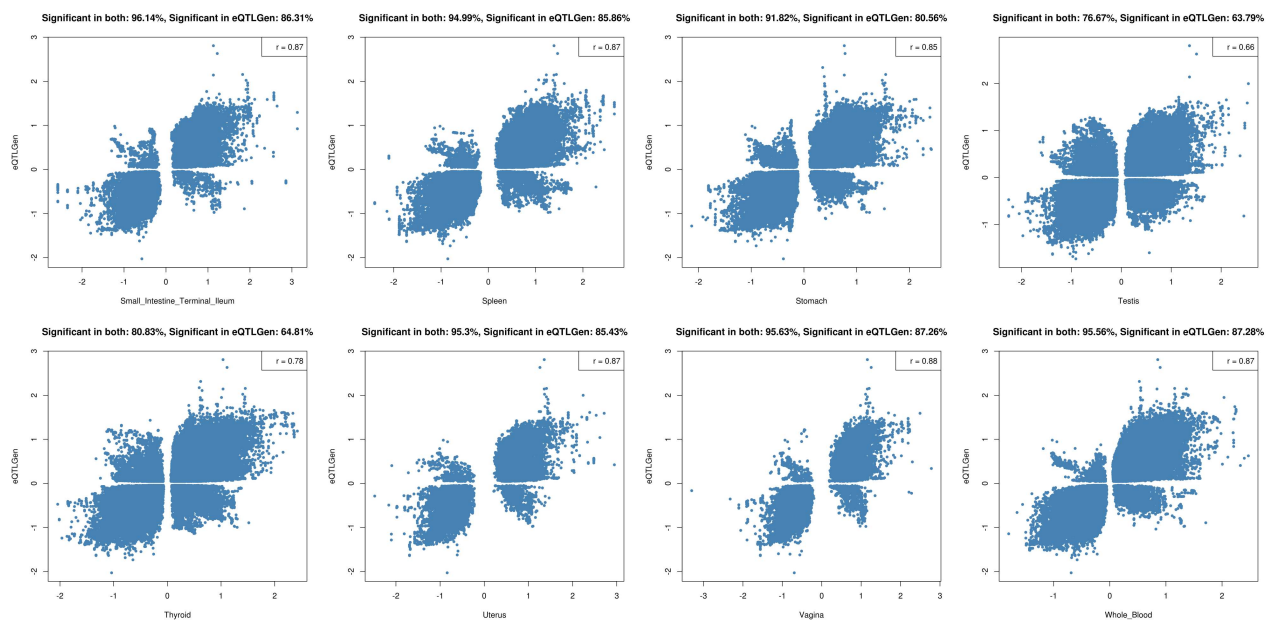 Significant in both: 96.14%, Significant in eQTLGen: 86.31%
r = 0.87
3
2
1
0
-1
-2
eQTLGen
-2 -1 0 1 2 3
Small_Intestine_Terminal_Ileum
Significant in both: 94.99%, Significant in eQTLGen: 85.86%
r = 0.87
3
2
1
0
-1
-2
eQTLGen
-2 -1 0 1 2
Spleen
Significant in both: 91.82%, Significant in eQTLGen: 80.56%
r = 0.85
3
2
1
0
-1
-2
eQTLGen
-2 -1 0 1 2
Stomach
Significant in both: 76.67%, Significant in eQTLGen: 63.79%
r = 0.66
2
1
0
-1
eQTLGen
-2 -1 0 1 2
Testis
Significant in both: 80.83%, Significant in eQTLGen: 64.81%
r = 0.78
3
2
1
0
-1
-2
eQTLGen
-2 -1 0 1 2
Thyroid
Significant in both: 95.3%, Significant in eQTLGen: 85.43%
r = 0.87
3
2
1
0
-1
-2
eQTLGen
-2 -1 0 1 2 3
Uterus
Significant in both: 95.63%, Significant in eQTLGen: 87.26%
r = 0.88
3
2
1
0
-1
-2
eQTLGen
-3 -2 -1 0 1 2 3
Vagina
Significant in both: 95.56%, Significant in eQTLGen: 87.28%
r = 0.87
3
2
1
0
-1
-2
eQTLGen
-1 0 1 2
Whole_Blood